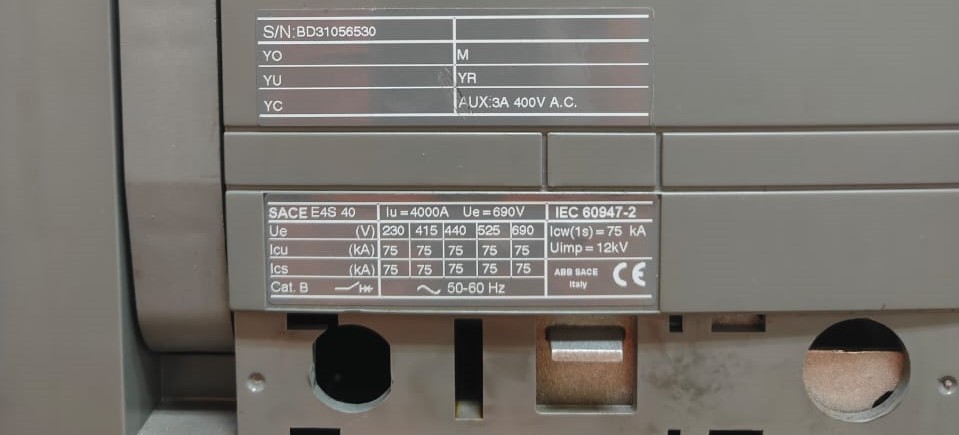 S/N:BD31056530
YO M
YU YR
YC AUX:3A 400V A.C.
SACE E4S 40 Iu=4000A Ue=690V IEC 60947-2
Ue (V) 230 415 440 525 690 Icw(1s)=75 kA
Icu (kA) 75 75 75 75 75 Uimp=12kV
Ics (kA) 75 75 75 75 75 ABB SACE CE
Italy
Cat. B 50-60 Hz